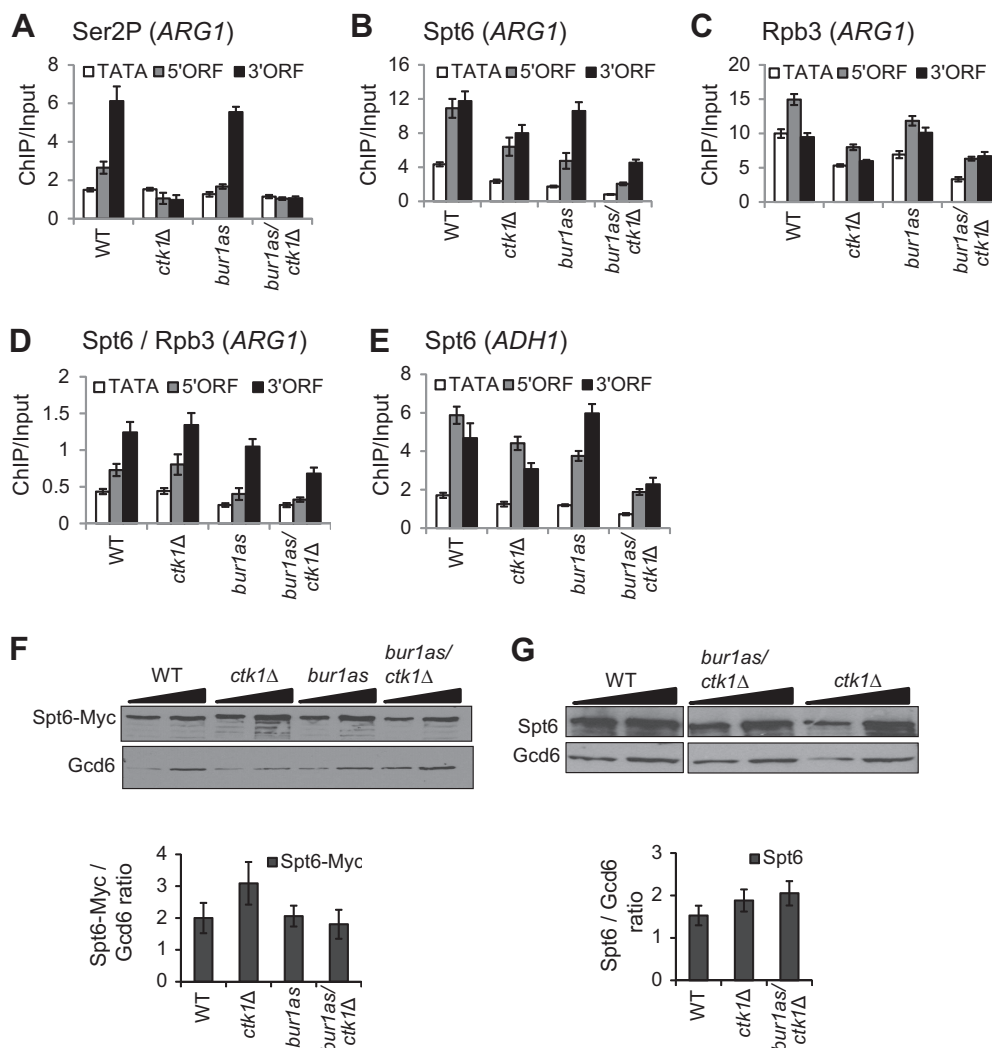 A Ser2P (ARG1)
TATA 5'ORF 3'ORF
ChIP/Input
8
6
4
2
0
WT
ctk1Δ
bur1as
bur1as/
ctk1Δ
B Spt6 (ARG1)
TATA 5'ORF 3'ORF
ChIP/Input
16
12
8
4
0
WT
ctk1Δ
bur1as
bur1as/
ctk1Δ
C Rpb3 (ARG1)
TATA 5'ORF 3'ORF
ChIP/Input
20
15
10
5
0
WT
ctk1Δ
bur1as
bur1as/
ctk1Δ
D Spt6 / Rpb3 (ARG1)
TATA 5'ORF 3'ORF
ChIP/Input
2
1.5
1
0.5
0
WT
ctk1Δ
bur1as
bur1as/
ctk1Δ
E Spt6 (ADH1)
TATA 5'ORF 3'ORF
ChIP/Input
8
6
4
2
0
WT
ctk1Δ
bur1as
bur1as/
ctk1Δ
F
WT ctk1Δ bur1as bur1as/
ctk1Δ
Spt6-Myc
Gcd6
Spt6-Myc
Spt6-Myc /
Gcd6 ratio
4
3
2
1
0
WT
ctk1Δ
bur1as
bur1as/
ctk1Δ
G
WT bur1as/
ctk1Δ ctk1Δ
Spt6
Gcd6
Spt6
Spt6 / Gcd6
ratio
3
2
1
0
WT
ctk1Δ
bur1as/
ctk1Δ